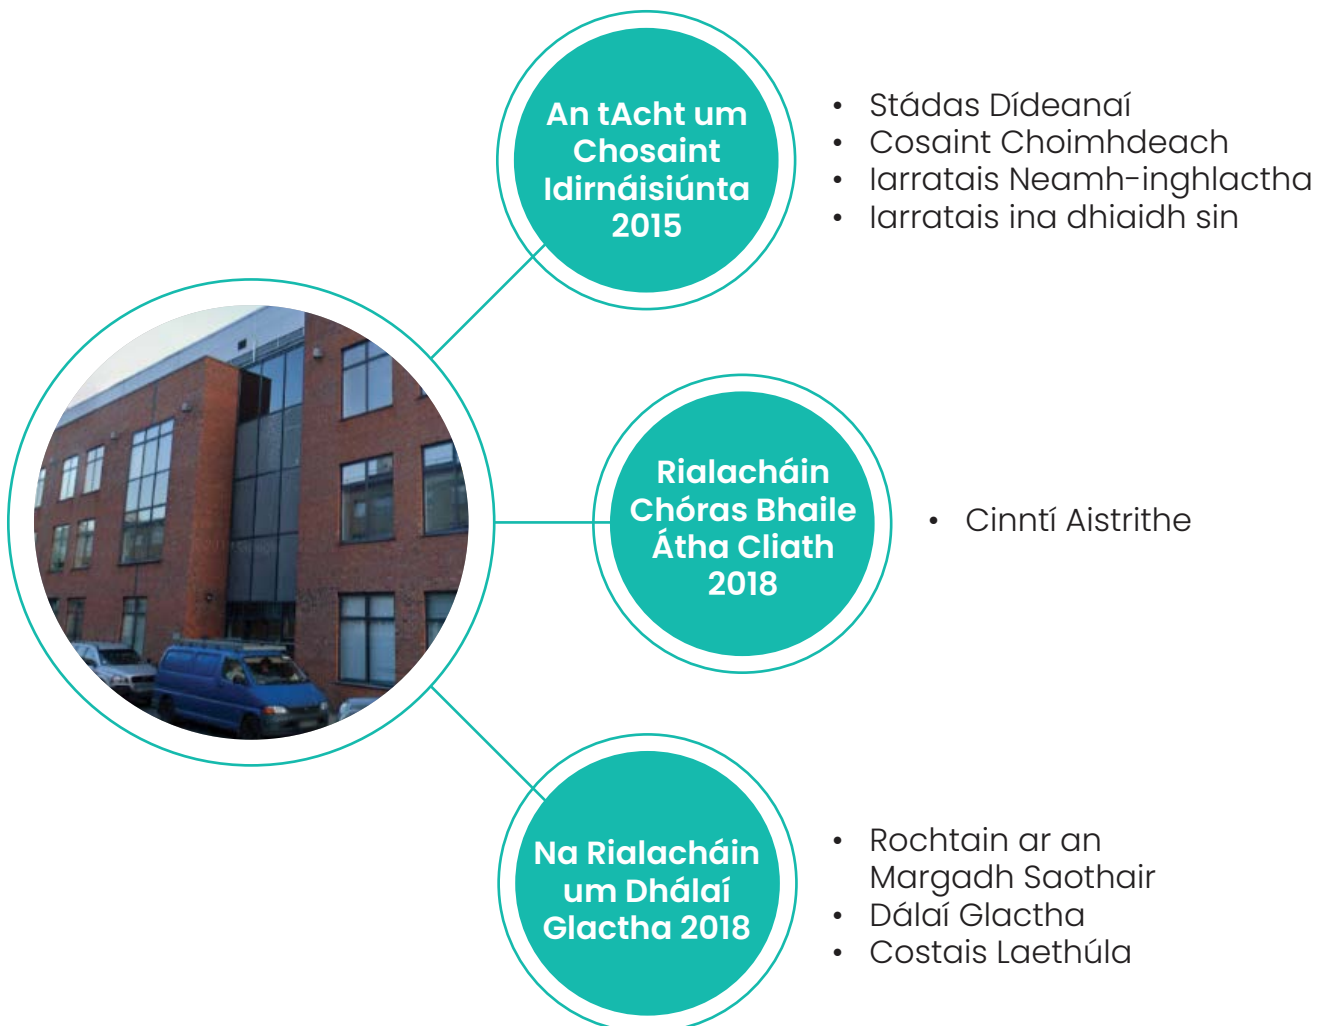 An tAcht um
Chosaint
Idirnáisiúnta
2015
• Stádas Dídeanaí
• Cosaint Choimhdeach
• Iarratais Neamh-inghlactha
• Iarratais ina dhiaidh sin
Rialacháin
Chóras Bhaile
Átha Cliath
2018
• Cinntí Aistrithe
Na Rialacháin
um Dhálaí
Glactha 2018
• Rochtain ar an
Margadh Saothair
• Dálaí Glactha
• Costais Laethúla